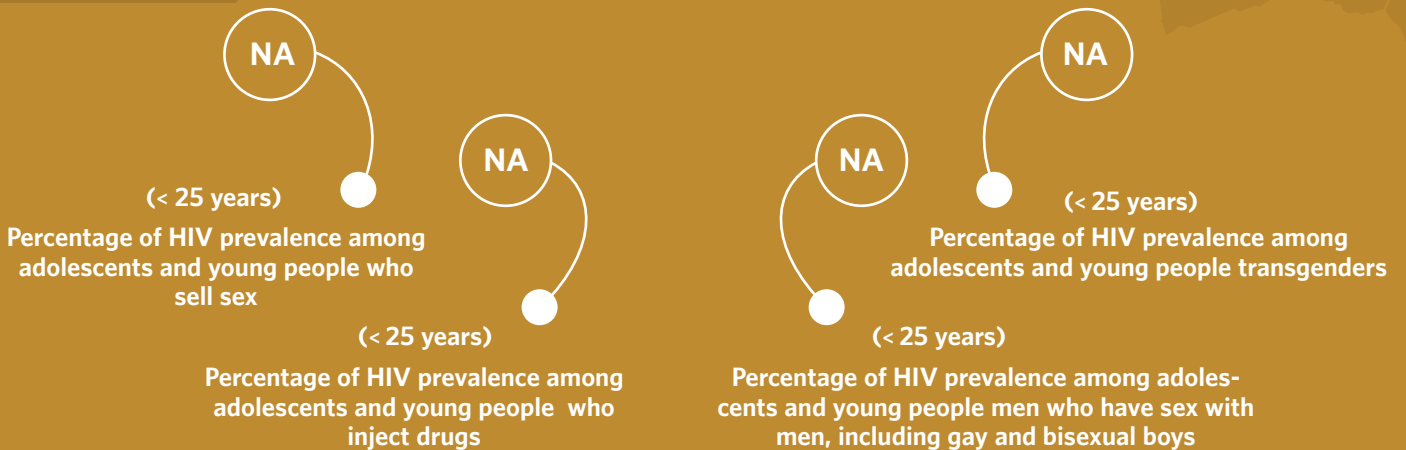 NA
(< 25 years)
Percentage of HIV prevalence among
adolescents and young people who
sell sex
NA
(< 25 years)
Percentage of HIV prevalence among
adolescents and young people who
inject drugs
NA
(< 25 years)
Percentage of HIV prevalence among adoles-
cents and young people men who have sex with
men, including gay and bisexual boys
NA
(< 25 years)
Percentage of HIV prevalence among
adolescents and young people transgenders